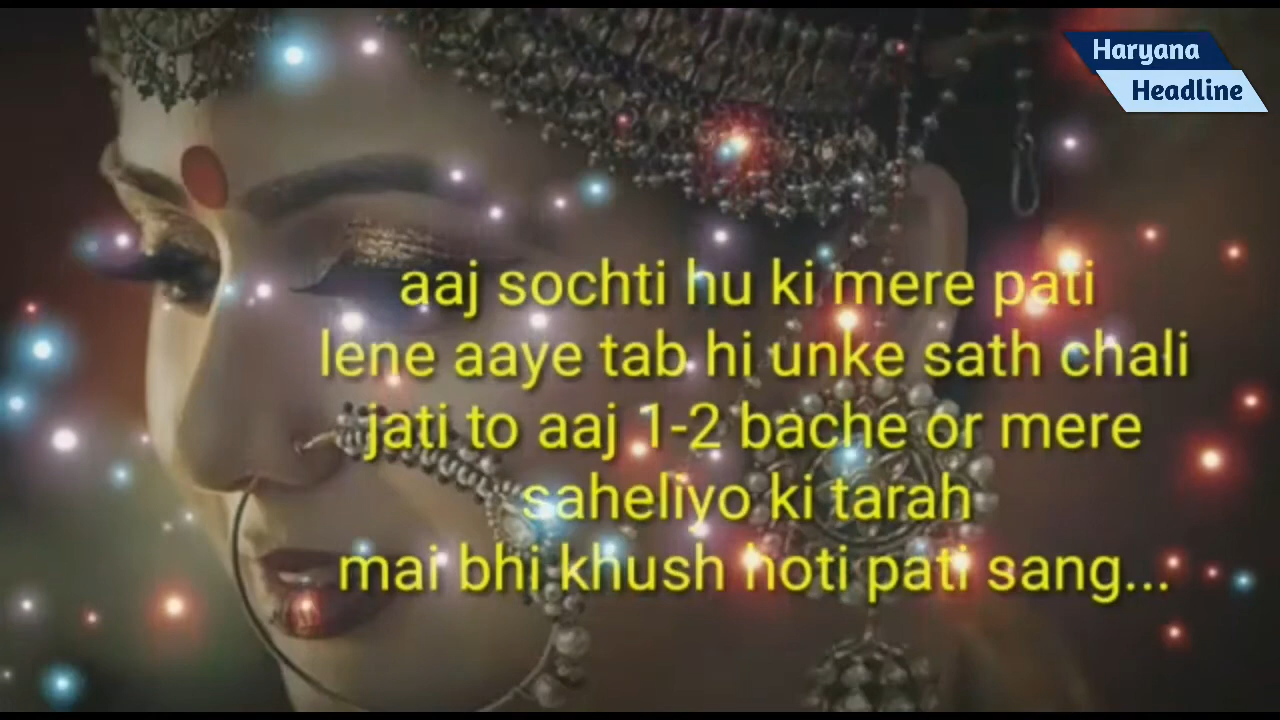 Haryana
Headline
aaj sochti hu ki mere pati
lene aaye tab hi unke sath chali
jati to aaj 1-2 bache or mere
saheliyo ki tarah
mai bhi khush hoti pati sang...